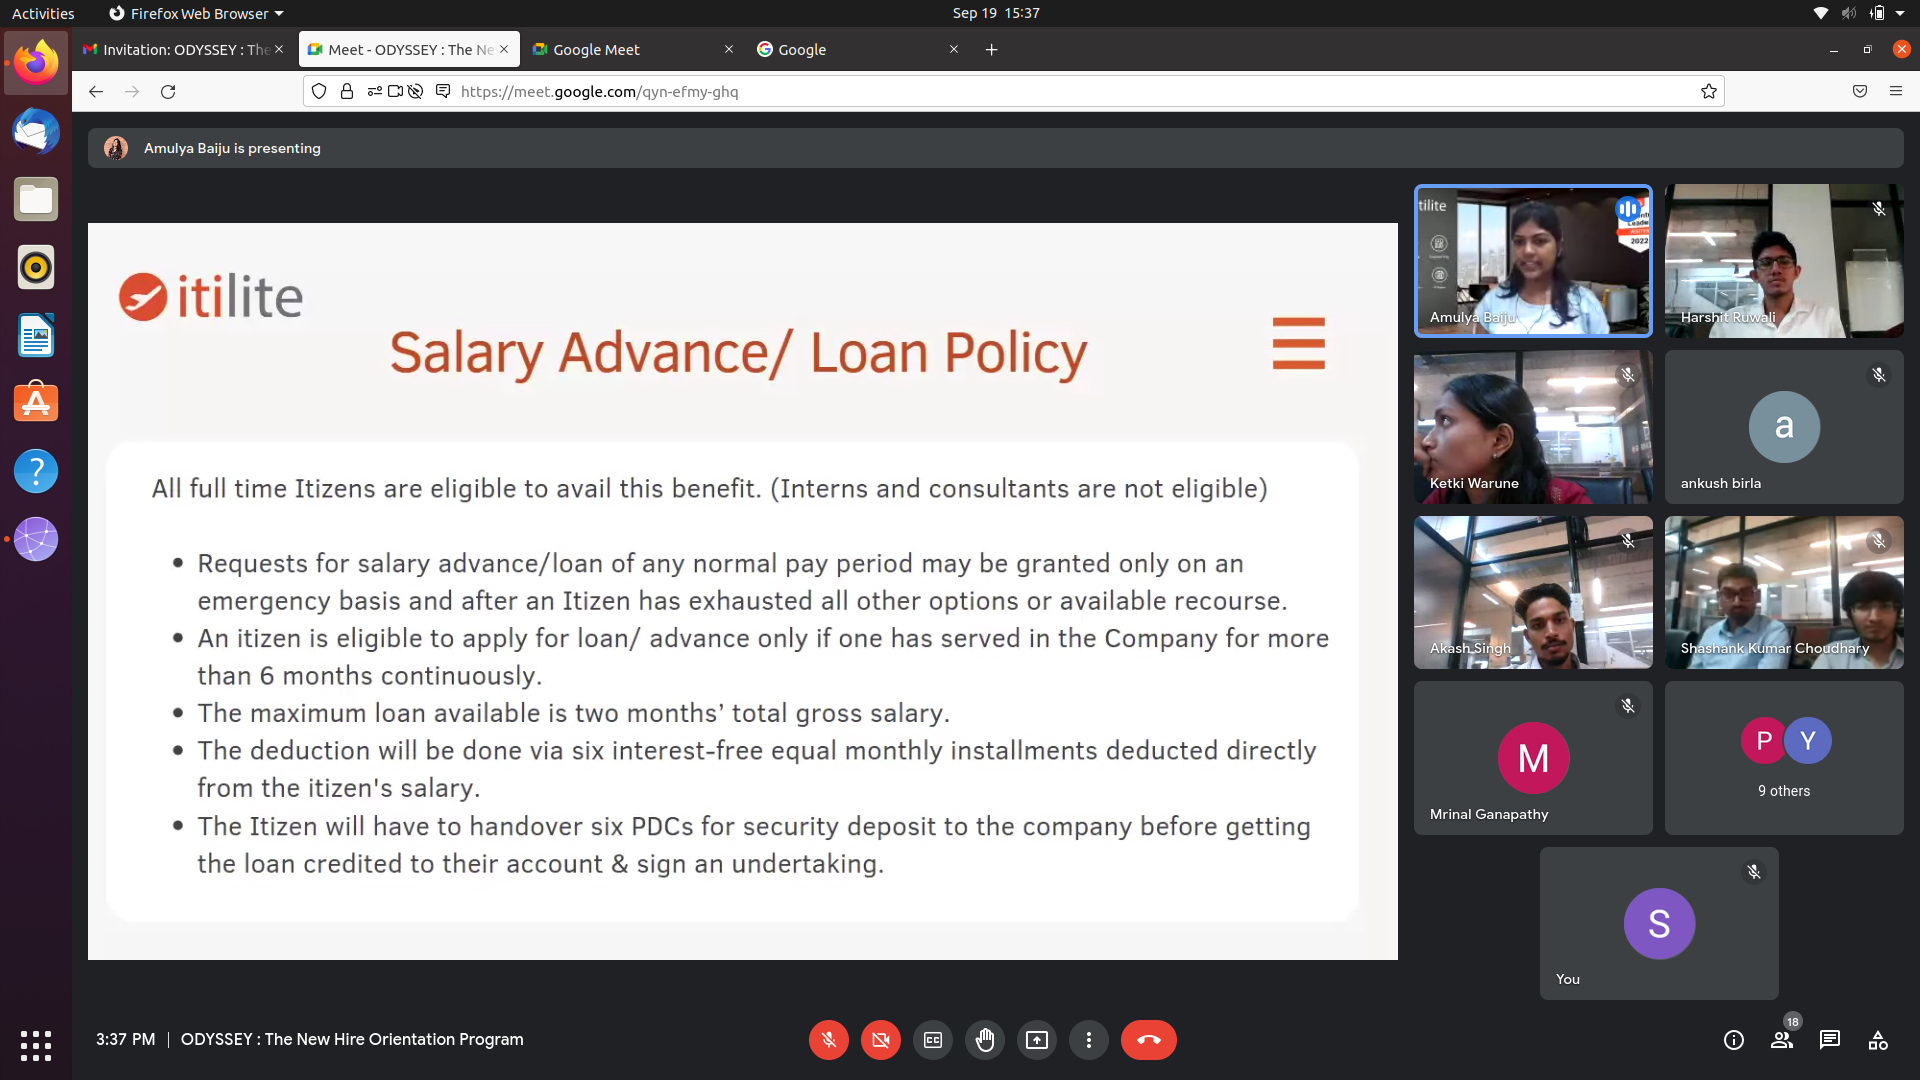 Activities
Firefox Web Browser
Sep 19 15:37
Invitation: ODYSSEY : The
Meet - ODYSSEY : The Ne
Google Meet
Google
https://meet.google.com/qyn-efmy-ghq
Amulya Baiju is presenting
itilite
Salary Advance/ Loan Policy
All full time Itizens are eligible to avail this benefit. (Interns and consultants are not eligible)
Requests for salary advance/loan of any normal pay period may be granted only on an
emergency basis and after an Itizen has exhausted all other options or available recourse.
An itizen is eligible to apply for loan/ advance only if one has served in the Company for more
than 6 months continuously.
The maximum loan available is two months’ total gross salary.
The deduction will be done via six interest-free equal monthly installments deducted directly
from the itizen's salary.
The Itizen will have to handover six PDCs for security deposit to the company before getting
the loan credited to their account & sign an undertaking.
tilite
2022
Amulya Baiju
Harshit Ruwali
Ketki Warune
a
ankush birla
Akash Singh
Shashank Kumar Choudhary
M
Mrinal Ganapathy
P Y
9 others
S
You
3:37 PM | ODYSSEY : The New Hire Orientation Program
CC
18